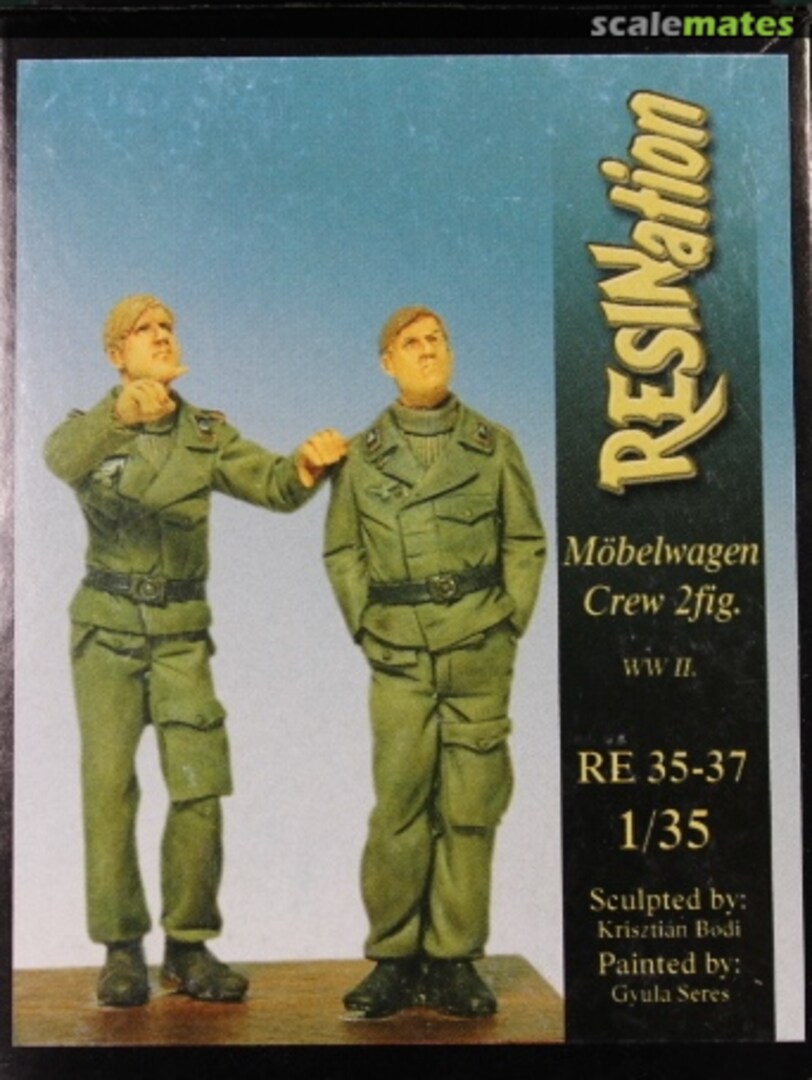 scalemates
RESINation
Möbelwagen
Crew 2fig.
WW II.
RE 35-37
1/35
Sculpted by:
Krisztián Bodi
Painted by:
Gyula Seres